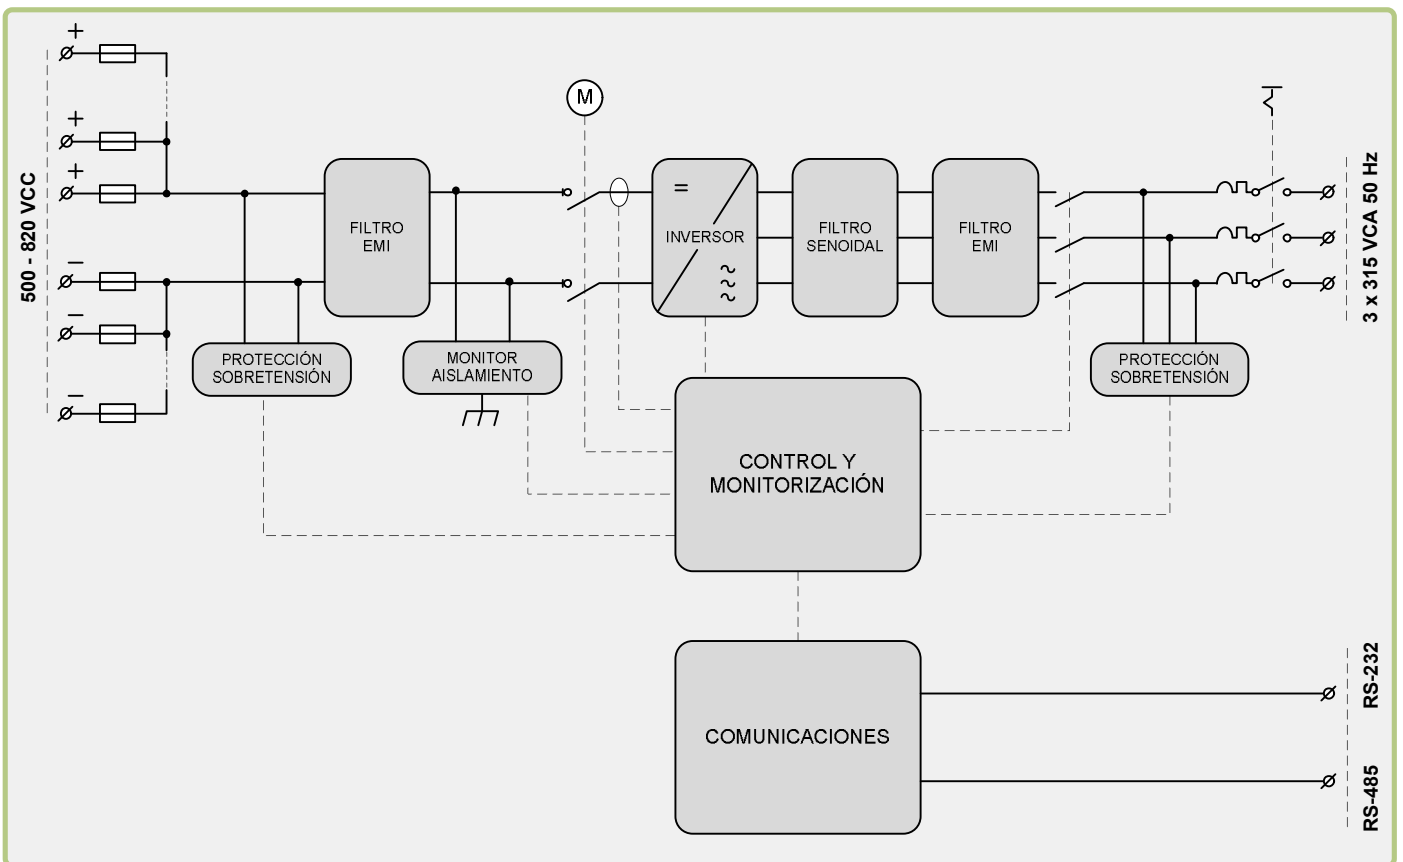 +
+
+
−
−
−
500 - 820 VCC
PROTECCIÓN
SOBRETENSIÓN
FILTRO
EMI
MONITOR
AISLAMIENTO
M
=
INVERSOR
~
~
~
FILTRO
SENOIDAL
FILTRO
EMI
PROTECCIÓN
SOBRETENSIÓN
3 x 315 VCA 50 Hz
CONTROL Y
MONITORIZACIÓN
COMUNICACIONES
RS-232
RS-485